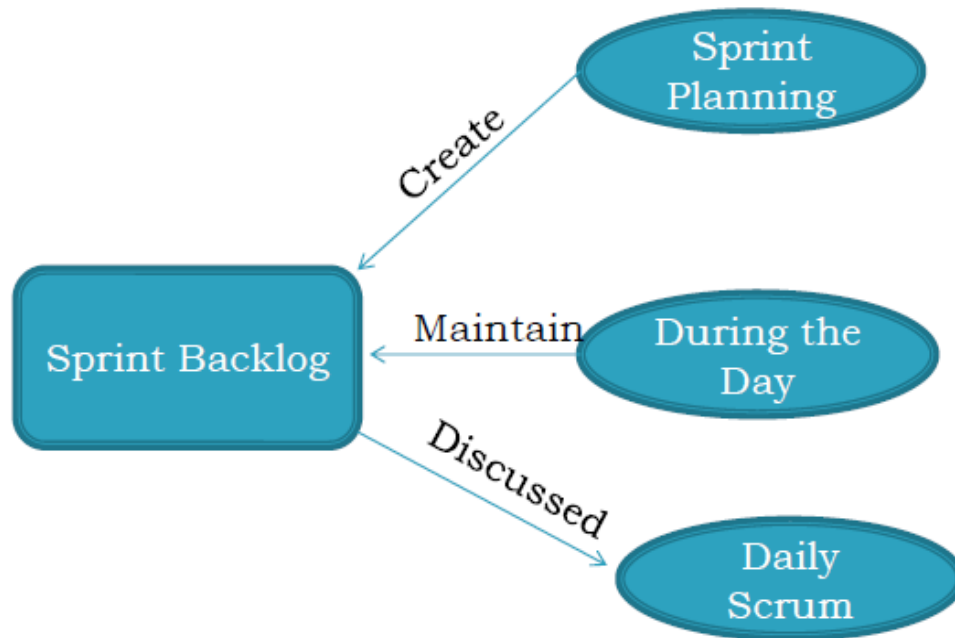 Sprint
Planning
Create
Sprint Backlog
Maintain
During the
Day
Discussed
Daily
Scrum